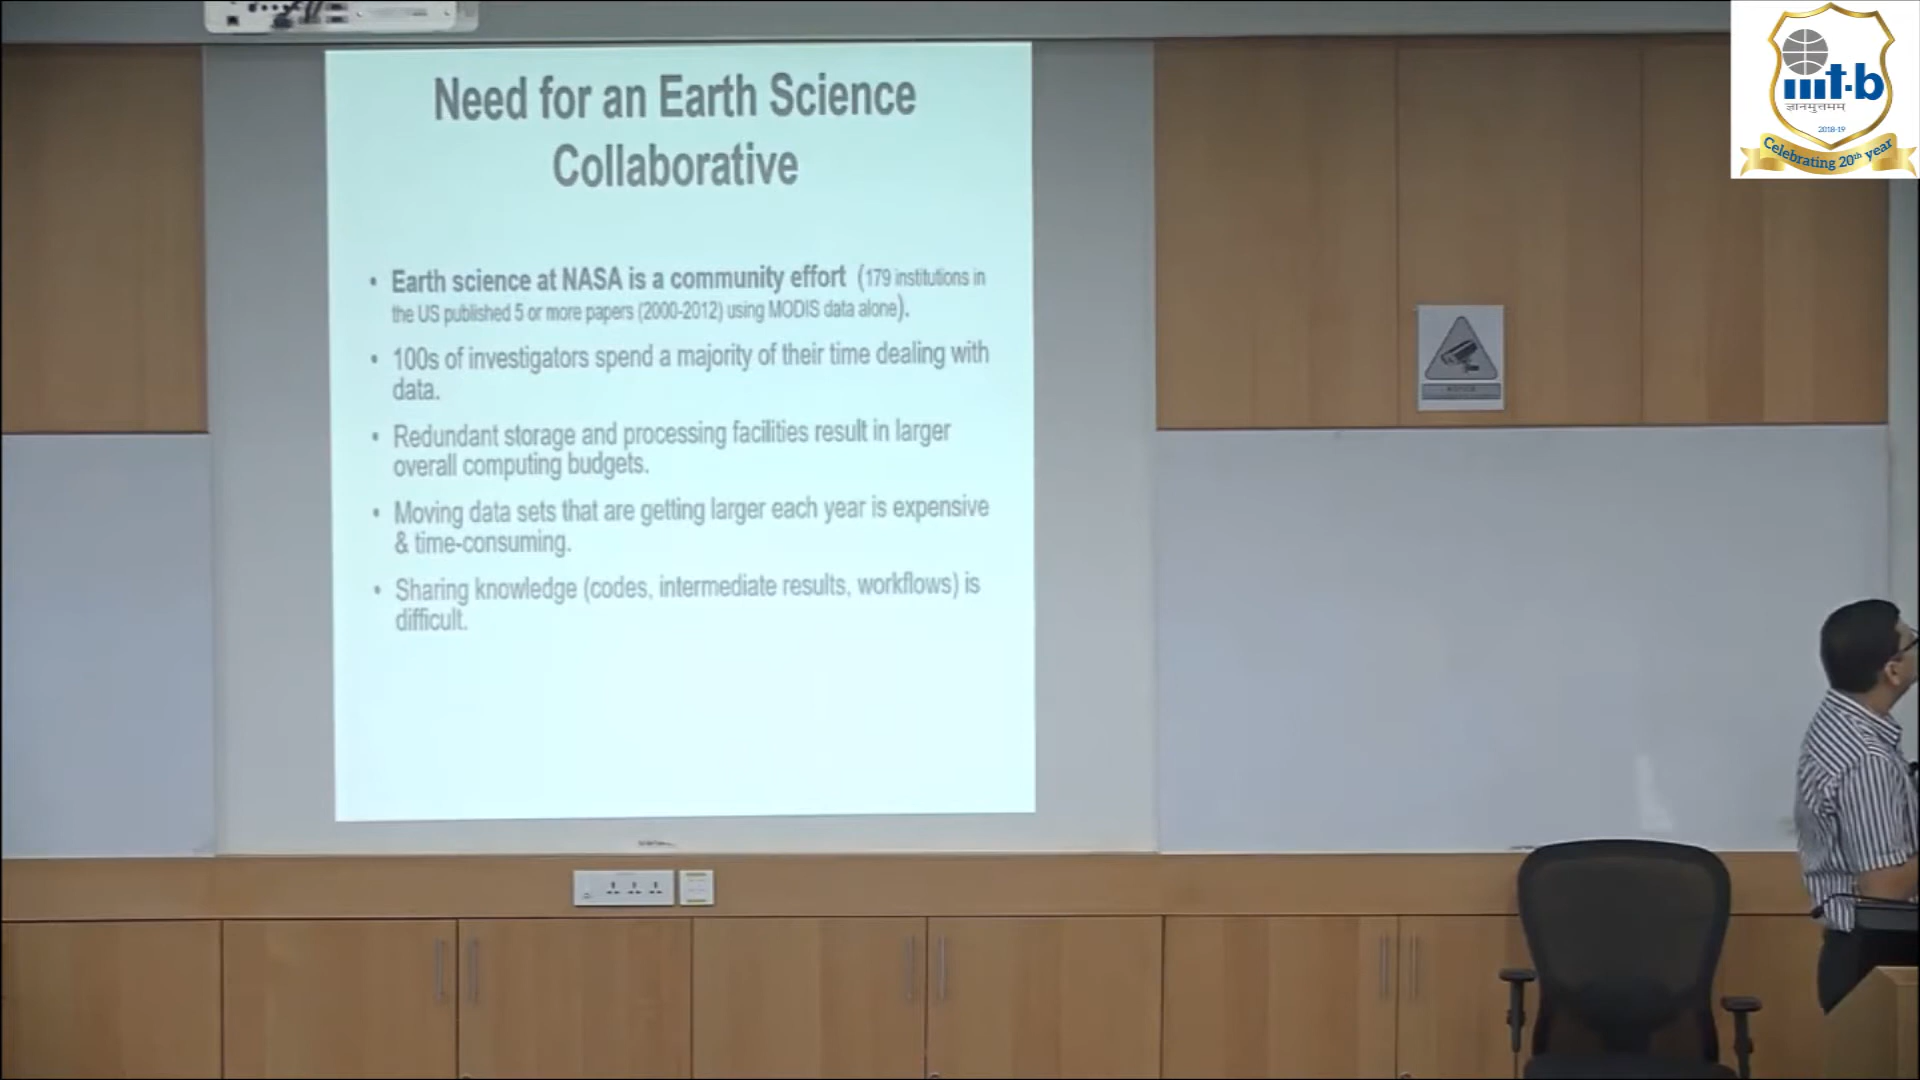 Need for an Earth Science
Collaborative
• Earth science at NASA is a community effort (179 institutions in
the US published 5 or more papers (2000-2012) using MODIS data alone).
• 100s of investigators spend a majority of their time dealing with
data.
• Redundant storage and processing facilities result in larger
overall computing budgets.
• Moving data sets that are getting larger each year is expensive
& time-consuming.
• Sharing knowledge (codes, intermediate results, workflows) is
difficult.
iiit-b
ज्ञानमुत्तमम्
2018-19
Celebrating 20th year
NOTICE